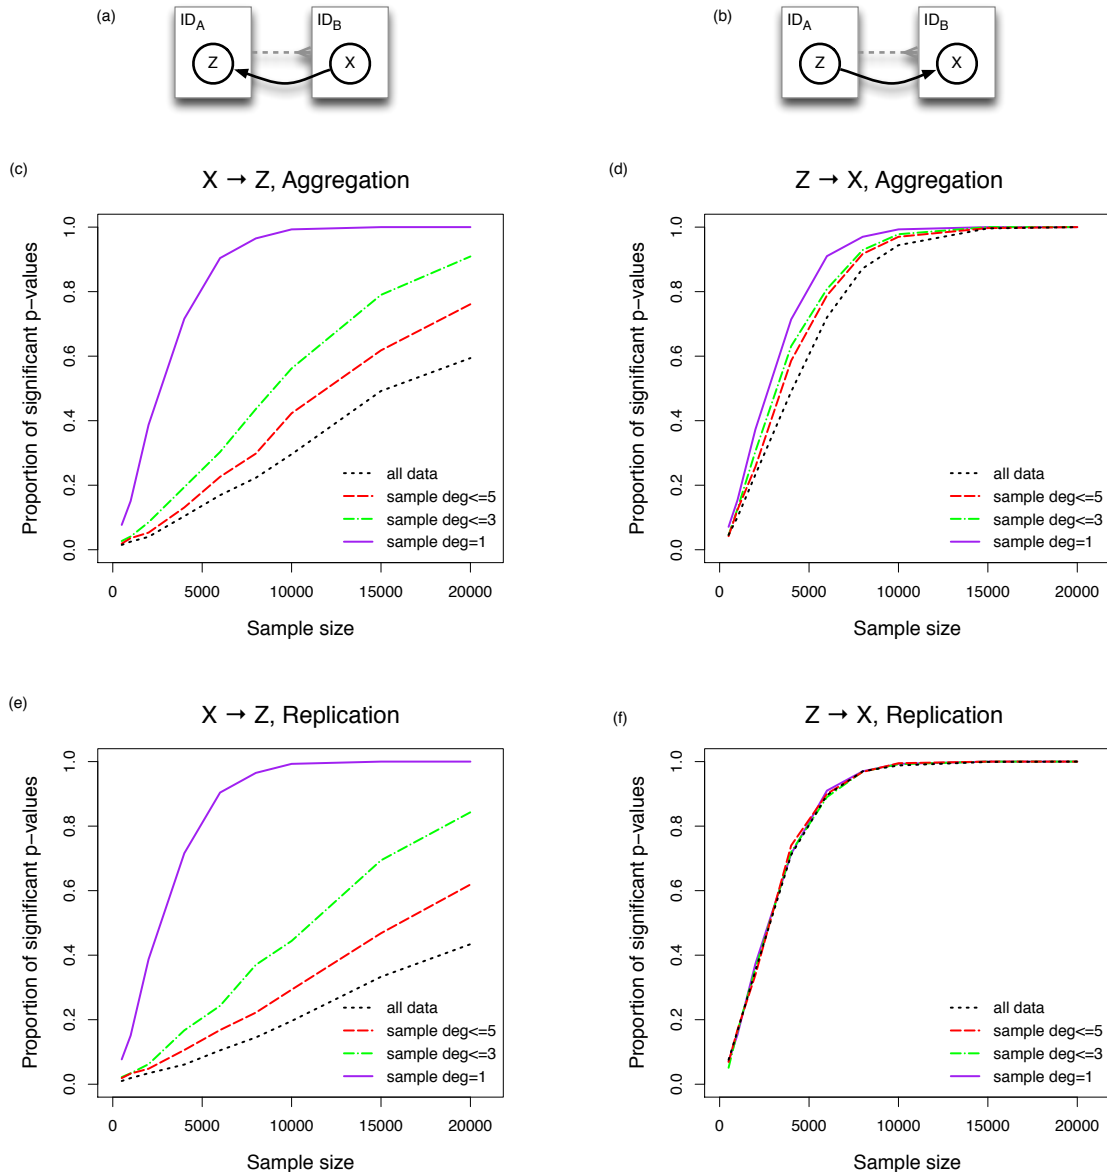 (a)
ID_A
ID_B
Z
X
(b)
ID_A
ID_B
Z
X
(c)
X → Z, Aggregation
Proportion of significant p−values
1.0
0.8
0.6
0.4
0.2
0.0
all data
sample deg<=5
sample deg<=3
sample deg=1
0 5000 10000 15000 20000
Sample size
(d)
Z → X, Aggregation
Proportion of significant p−values
1.0
0.8
0.6
0.4
0.2
0.0
all data
sample deg<=5
sample deg<=3
sample deg=1
0 5000 10000 15000 20000
Sample size
(e)
X → Z, Replication
Proportion of significant p−values
1.0
0.8
0.6
0.4
0.2
0.0
all data
sample deg<=5
sample deg<=3
sample deg=1
0 5000 10000 15000 20000
Sample size
(f)
Z → X, Replication
Proportion of significant p−values
1.0
0.8
0.6
0.4
0.2
0.0
all data
sample deg<=5
sample deg<=3
sample deg=1
0 5000 10000 15000 20000
Sample size